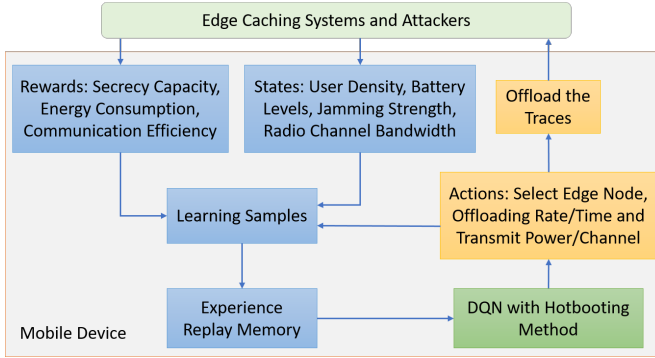 Edge Caching Systems and Attackers
Rewards: Secrecy Capacity,
Energy Consumption,
Communication Efficiency
States: User Density, Battery
Levels, Jamming Strength,
Radio Channel Bandwidth
Offload the
Traces
Learning Samples
Actions: Select Edge Node,
Offloading Rate/Time and
Transmit Power/Channel
Experience
Replay Memory
DQN with Hotbooting
Method
Mobile Device